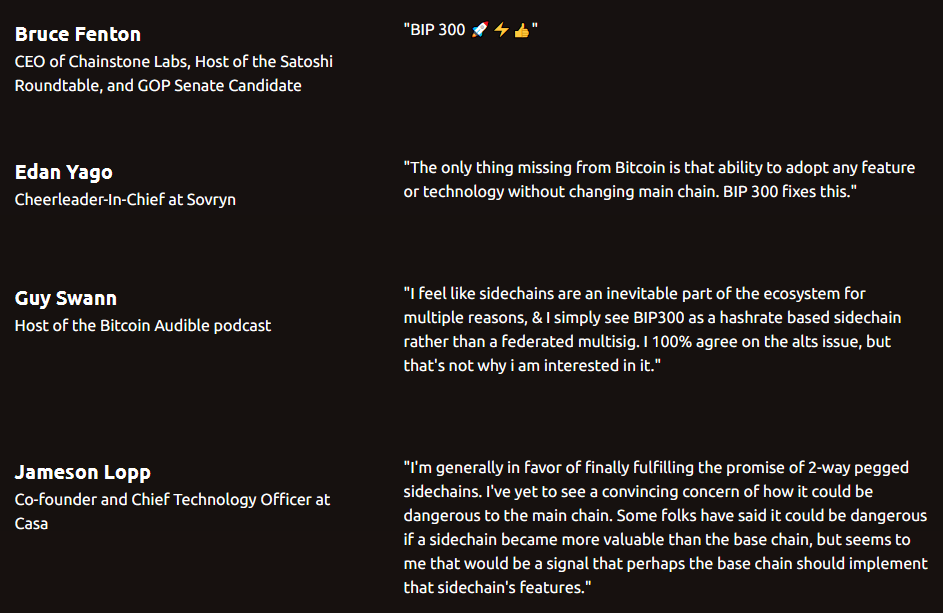 Bruce Fenton
CEO of Chainstone Labs, Host of the Satoshi
Roundtable, and GOP Senate Candidate
"BIP 300 🚀⚡👍"
Edan Yago
Cheerleader-In-Chief at Sovryn
"The only thing missing from Bitcoin is that ability to adopt any feature
or technology without changing main chain. BIP 300 fixes this."
Guy Swann
Host of the Bitcoin Audible podcast
"I feel like sidechains are an inevitable part of the ecosystem for
multiple reasons, & I simply see BIP300 as a hashrate based sidechain
rather than a federated multisig. I 100% agree on the alts issue, but
that's not why i am interested in it."
Jameson Lopp
Co-founder and Chief Technology Officer at
Casa
"I'm generally in favor of finally fulfilling the promise of 2-way pegged
sidechains. I've yet to see a convincing concern of how it could be
dangerous to the main chain. Some folks have said it could be dangerous
if a sidechain became more valuable than the base chain, but seems to
me that would be a signal that perhaps the base chain should implement
that sidechain's features."